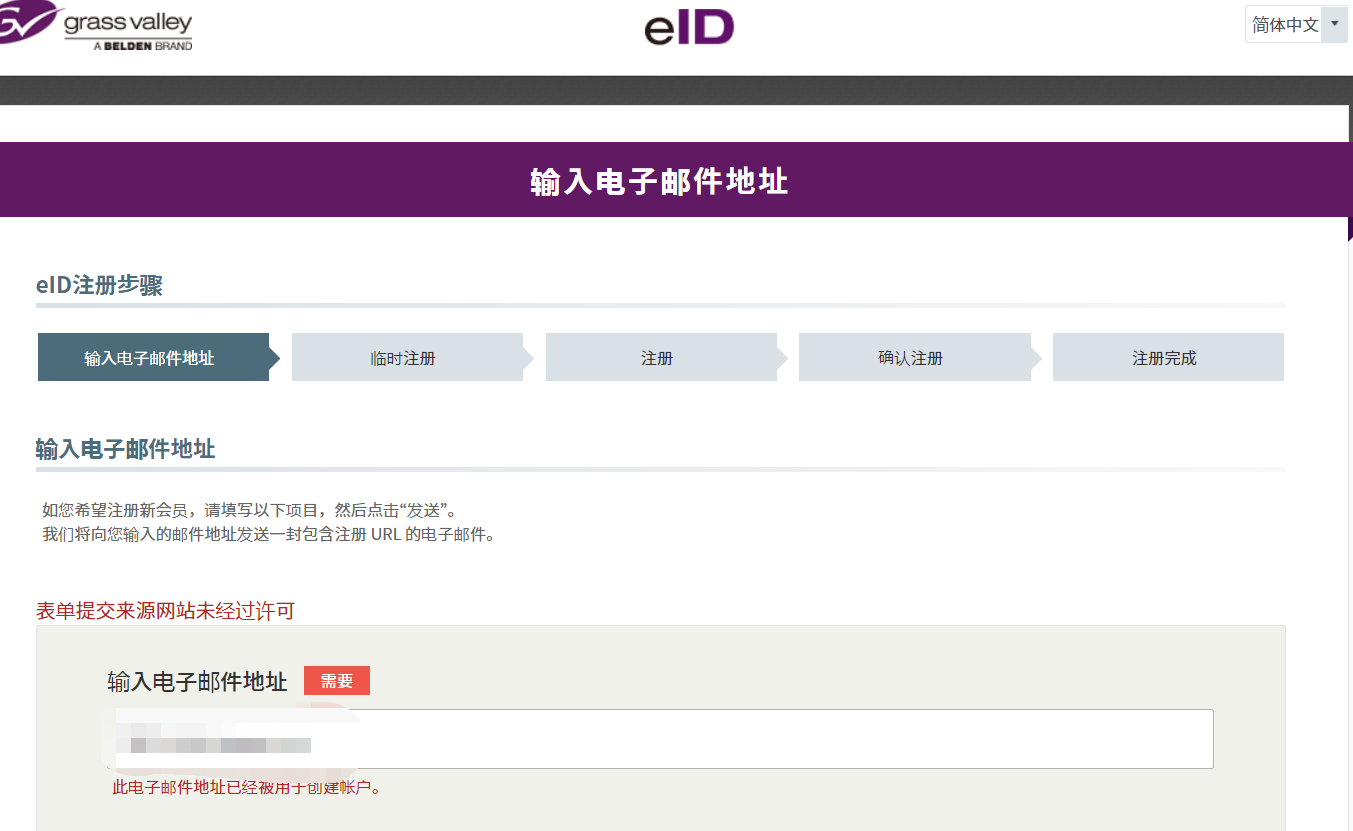 grass valley
A BELDEN BRAND
eID
简体中文
输入电子邮件地址
eID注册步骤
输入电子邮件地址
临时注册
注册
确认注册
注册完成
输入电子邮件地址
如您希望注册新会员，请填写以下项目，然后点击“发送”。
我们将向您输入的邮件地址发送一封包含注册 URL 的电子邮件。
表单提交来源网站未经过许可
输入电子邮件地址 需要
此电子邮件地址已经被用于创建帐户。